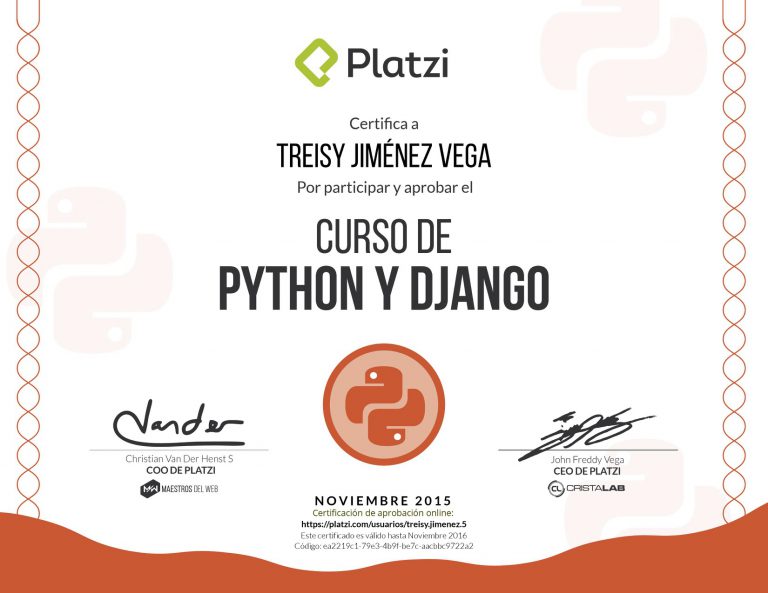 Platzi
Certifica a
TREISY JIMÉNEZ VEGA
Por participar y aprobar el
CURSO DE
PYTHON Y DJANGO
Vander
Christian Van Der Henst S
COO DE PLATZI
MAESTROS DEL WEB
John Freddy Vega
CEO DE PLATZI
CL CRISTALAB
NOVIEMBRE 2015
Certificación de aprobación online:
https://platzi.com/usuarios/treisy.jimenez.5
Este certificado es válido hasta Noviembre 2016
Código: ea2219c1-79e3-4b9f-be7c-aacbbc9722a2